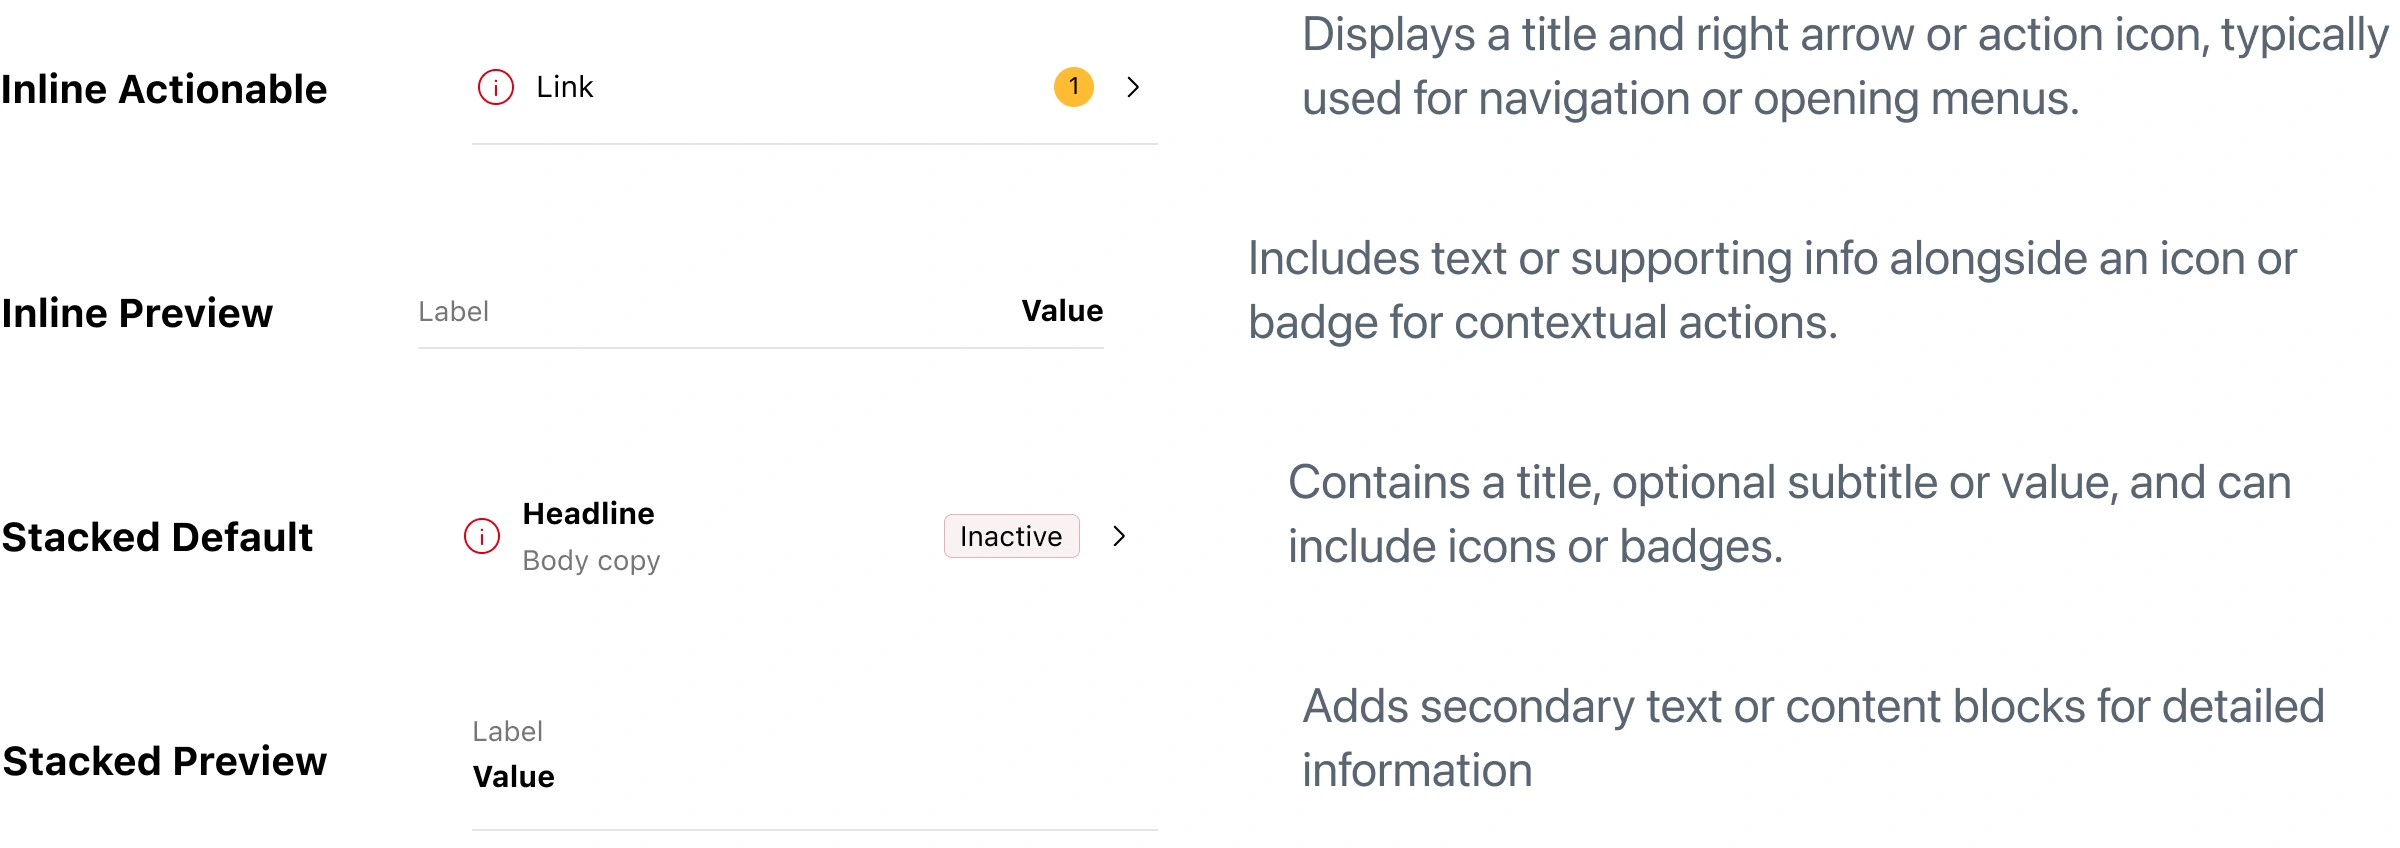 Inline Actionable
Link
1
Displays a title and right arrow or action icon, typically
used for navigation or opening menus.
Inline Preview
Label
Value
Includes text or supporting info alongside an icon or
badge for contextual actions.
Stacked Default
Headline
Body copy
Inactive
Contains a title, optional subtitle or value, and can
include icons or badges.
Stacked Preview
Label
Value
Adds secondary text or content blocks for detailed
information